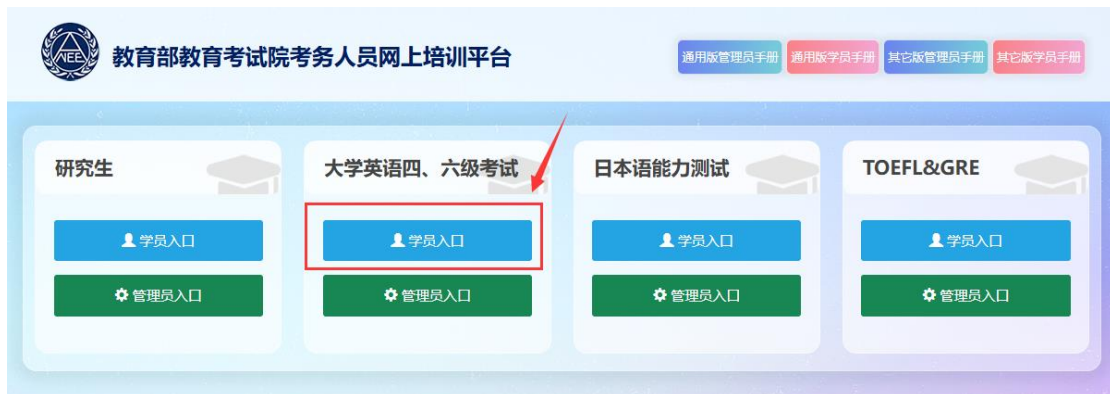 NEEA
教育部教育考试院考务人员网上培训平台
通用版管理员手册 通用版学员手册 其它版管理员手册 其它版学员手册
研究生 大学英语四、六级考试 日本语能力测试 TOEFL&GRE
学员入口 学员入口 学员入口 学员入口
管理员入口 管理员入口 管理员入口 管理员入口